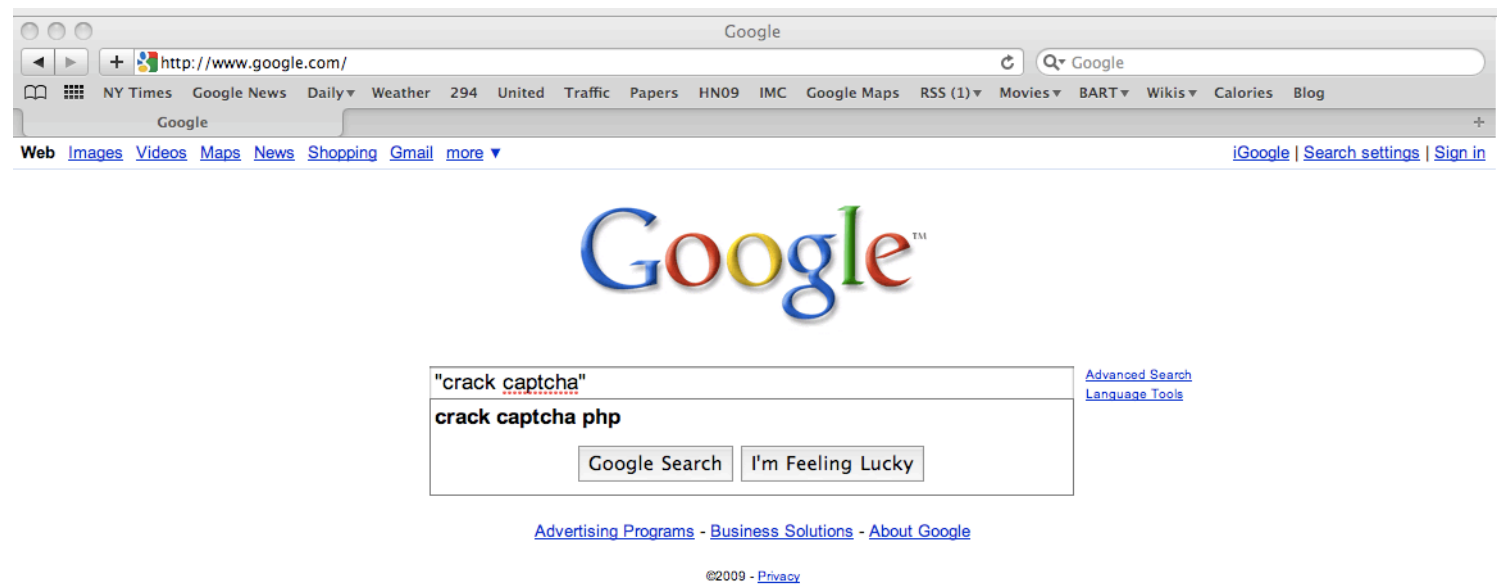 Google
http://www.google.com/ Google
NY Times Google News Daily Weather 294 United Traffic Papers HN09 IMC Google Maps RSS (1) Movies BART Wikis Calories Blog
Google
Web Images Videos Maps News Shopping Gmail more iGoogle | Search settings | Sign in
Google™
"crack captcha" Advanced Search
Language Tools
crack captcha php
Google Search I'm Feeling Lucky
Advertising Programs - Business Solutions - About Google
©2009 - Privacy